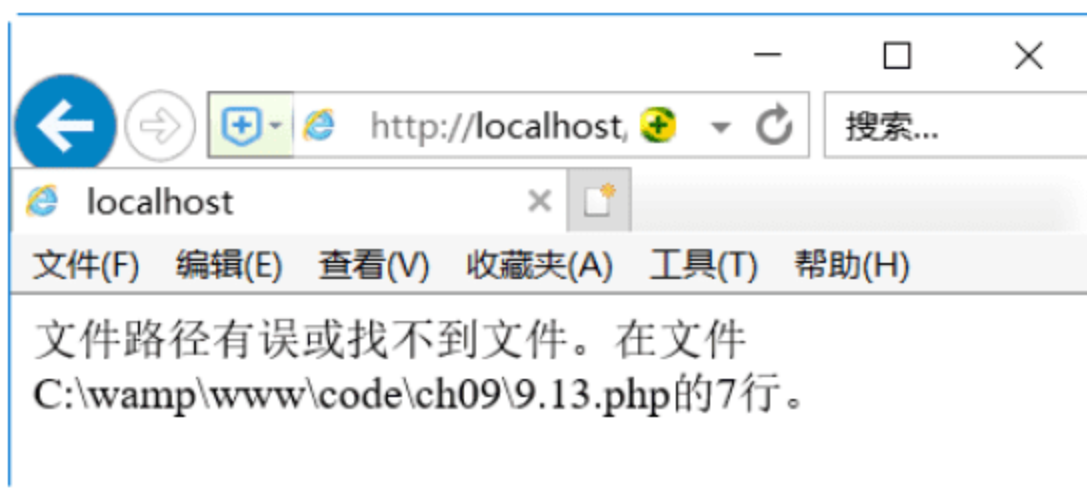 http://localhost/
搜索...
localhost
文件(F) 编辑(E) 查看(V) 收藏夹(A) 工具(T) 帮助(H)
文件路径有误或找不到文件。在文件
C:\wamp\www\code\ch09\9.13.php的7行。